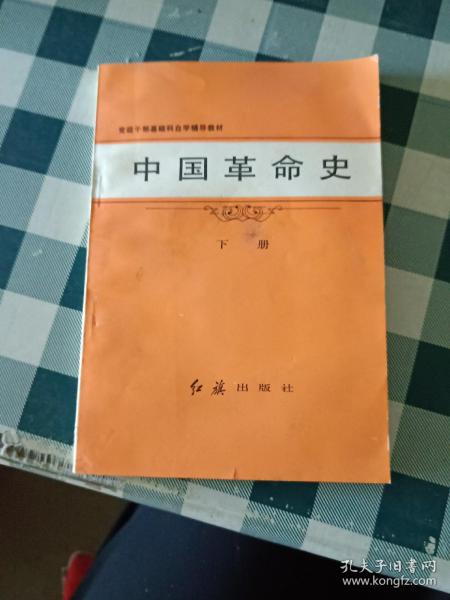 党政干部基础科自学辅导教材
中国革命史
下册
红旗出版社
孔夫子旧书网
www.kongfz.com